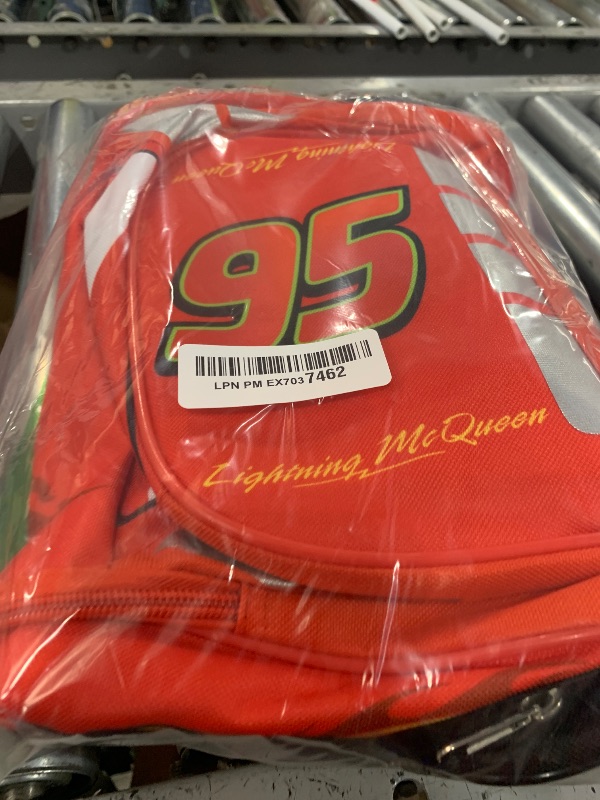 Lightning McQueen
95
LPN PM EX7037462
Lightning McQueen